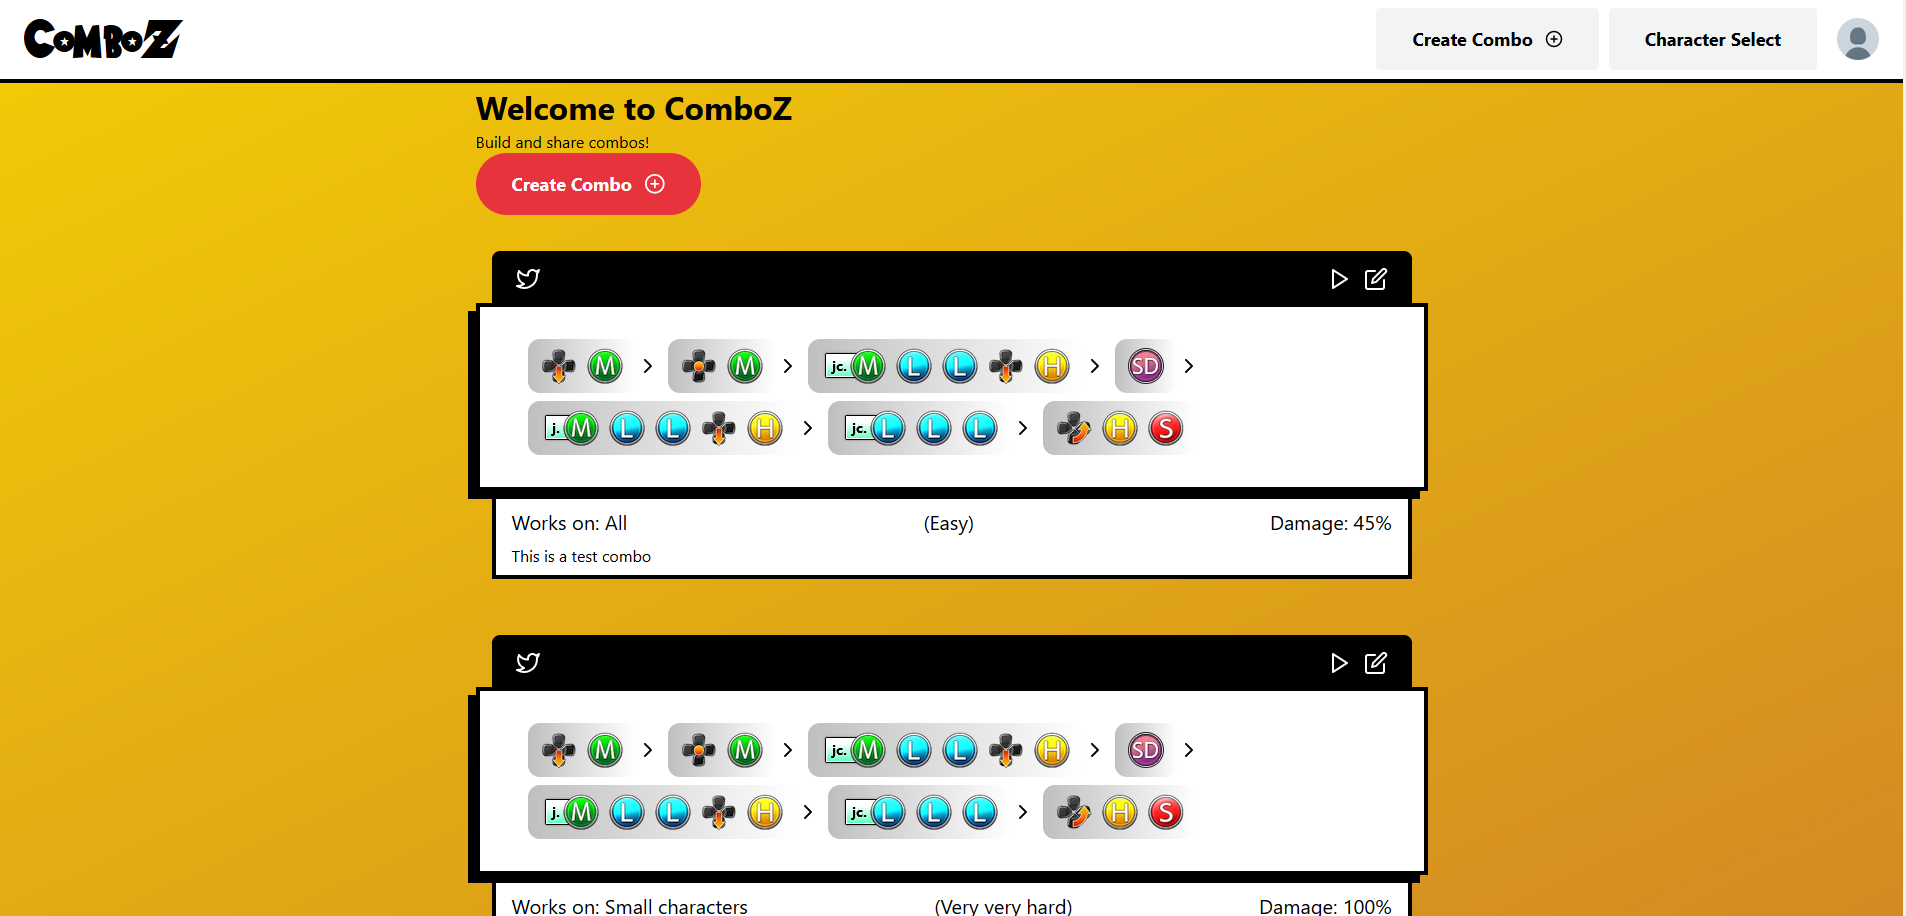 ComboZ
Create Combo
Character Select
Welcome to ComboZ
Build and share combos!
Create Combo
M > M > jc. M L L H > SD >
j. M L L H > jc. L L L > H S
Works on: All (Easy) Damage: 45%
This is a test combo
M > M > jc. M L L H > SD >
j. M L L H > jc. L L L > H S
Works on: Small characters (Very very hard) Damage: 100%